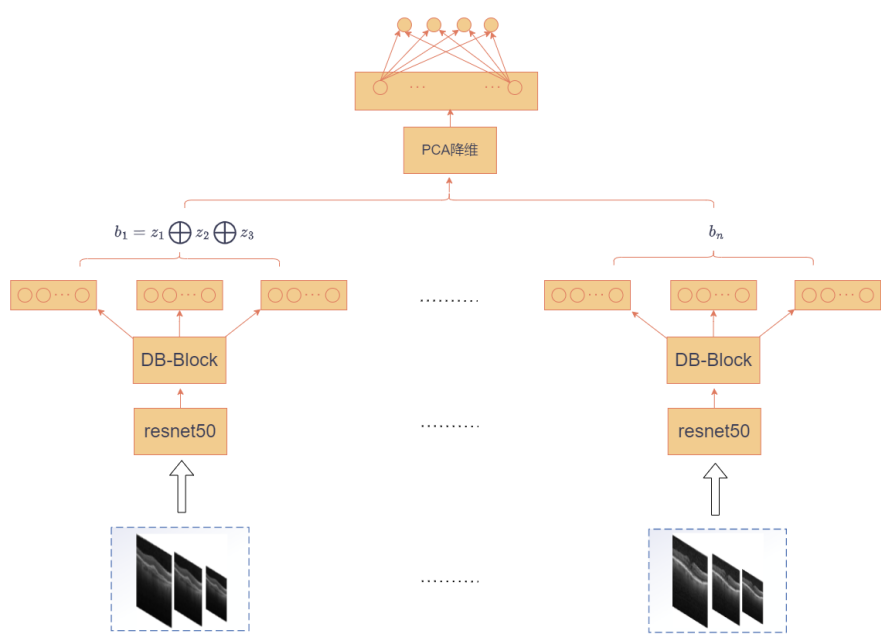 ... ...
PCA降维
b₁ = z₁ ⨁ z₂ ⨁ z₃
bₙ
... ... ..........  ... ...
DB-Block
DB-Block
resnet50
..........
resnet50
..........